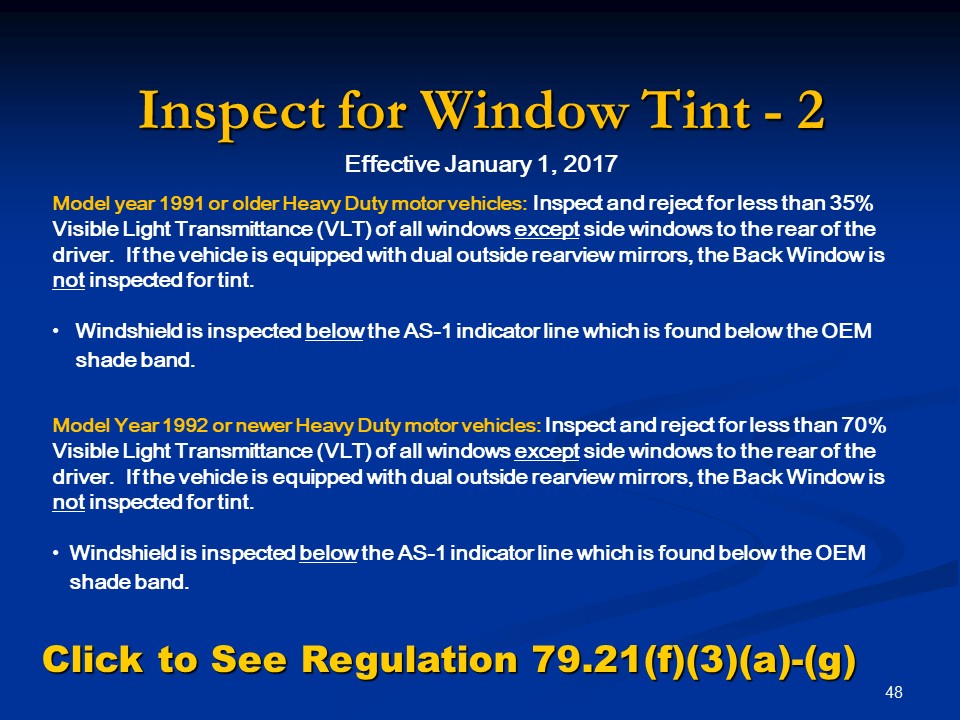 Inspect for Window Tint - 2
Effective January 1, 2017
Model year 1991 or older Heavy Duty motor vehicles: Inspect and reject for less than 35%
Visible Light Transmittance (VLT) of all windows except side windows to the rear of the
driver. If the vehicle is equipped with dual outside rearview mirrors, the Back Window is
not inspected for tint.
• Windshield is inspected below the AS-1 indicator line which is found below the OEM
shade band.
Model Year 1992 or newer Heavy Duty motor vehicles: Inspect and reject for less than 70%
Visible Light Transmittance (VLT) of all windows except side windows to the rear of the
driver. If the vehicle is equipped with dual outside rearview mirrors, the Back Window is
not inspected for tint.
• Windshield is inspected below the AS-1 indicator line which is found below the OEM
shade band.
Click to See Regulation 79.21(f)(3)(a)-(g)
48